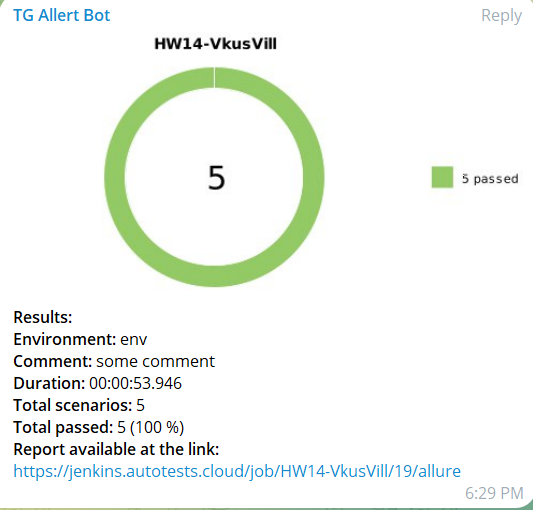 TG Allert Bot
Reply
HW14-VkusVill
5
5 passed
Results:
Environment: env
Comment: some comment
Duration: 00:00:53.946
Total scenarios: 5
Total passed: 5 (100 %)
Report available at the link:
https://jenkins.autotests.cloud/job/HW14-VkusVill/19/allure
6:29 PM